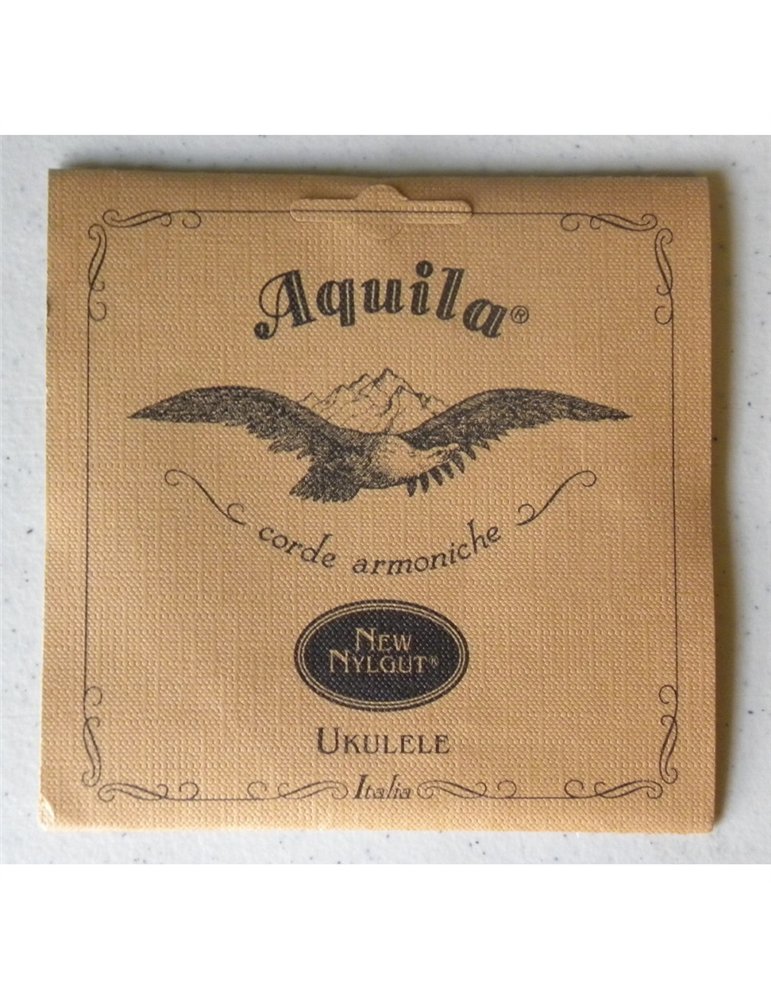 Aquila®
corde armoniche
NEW
NYLGUT®
UKULELE
Italia